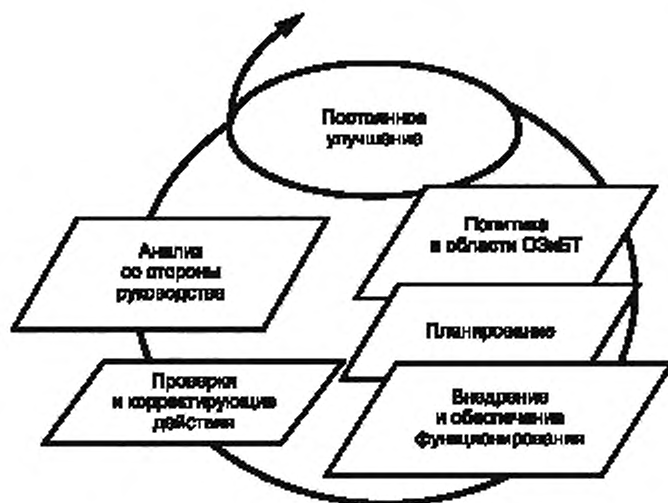 Постоянное
улучшение
Политика
в области ОЗиБТ
Планирование
Внедрение
и обеспечение
функционирования
Проверка
и корректирующие
действия
Анализ
со стороны
руководства